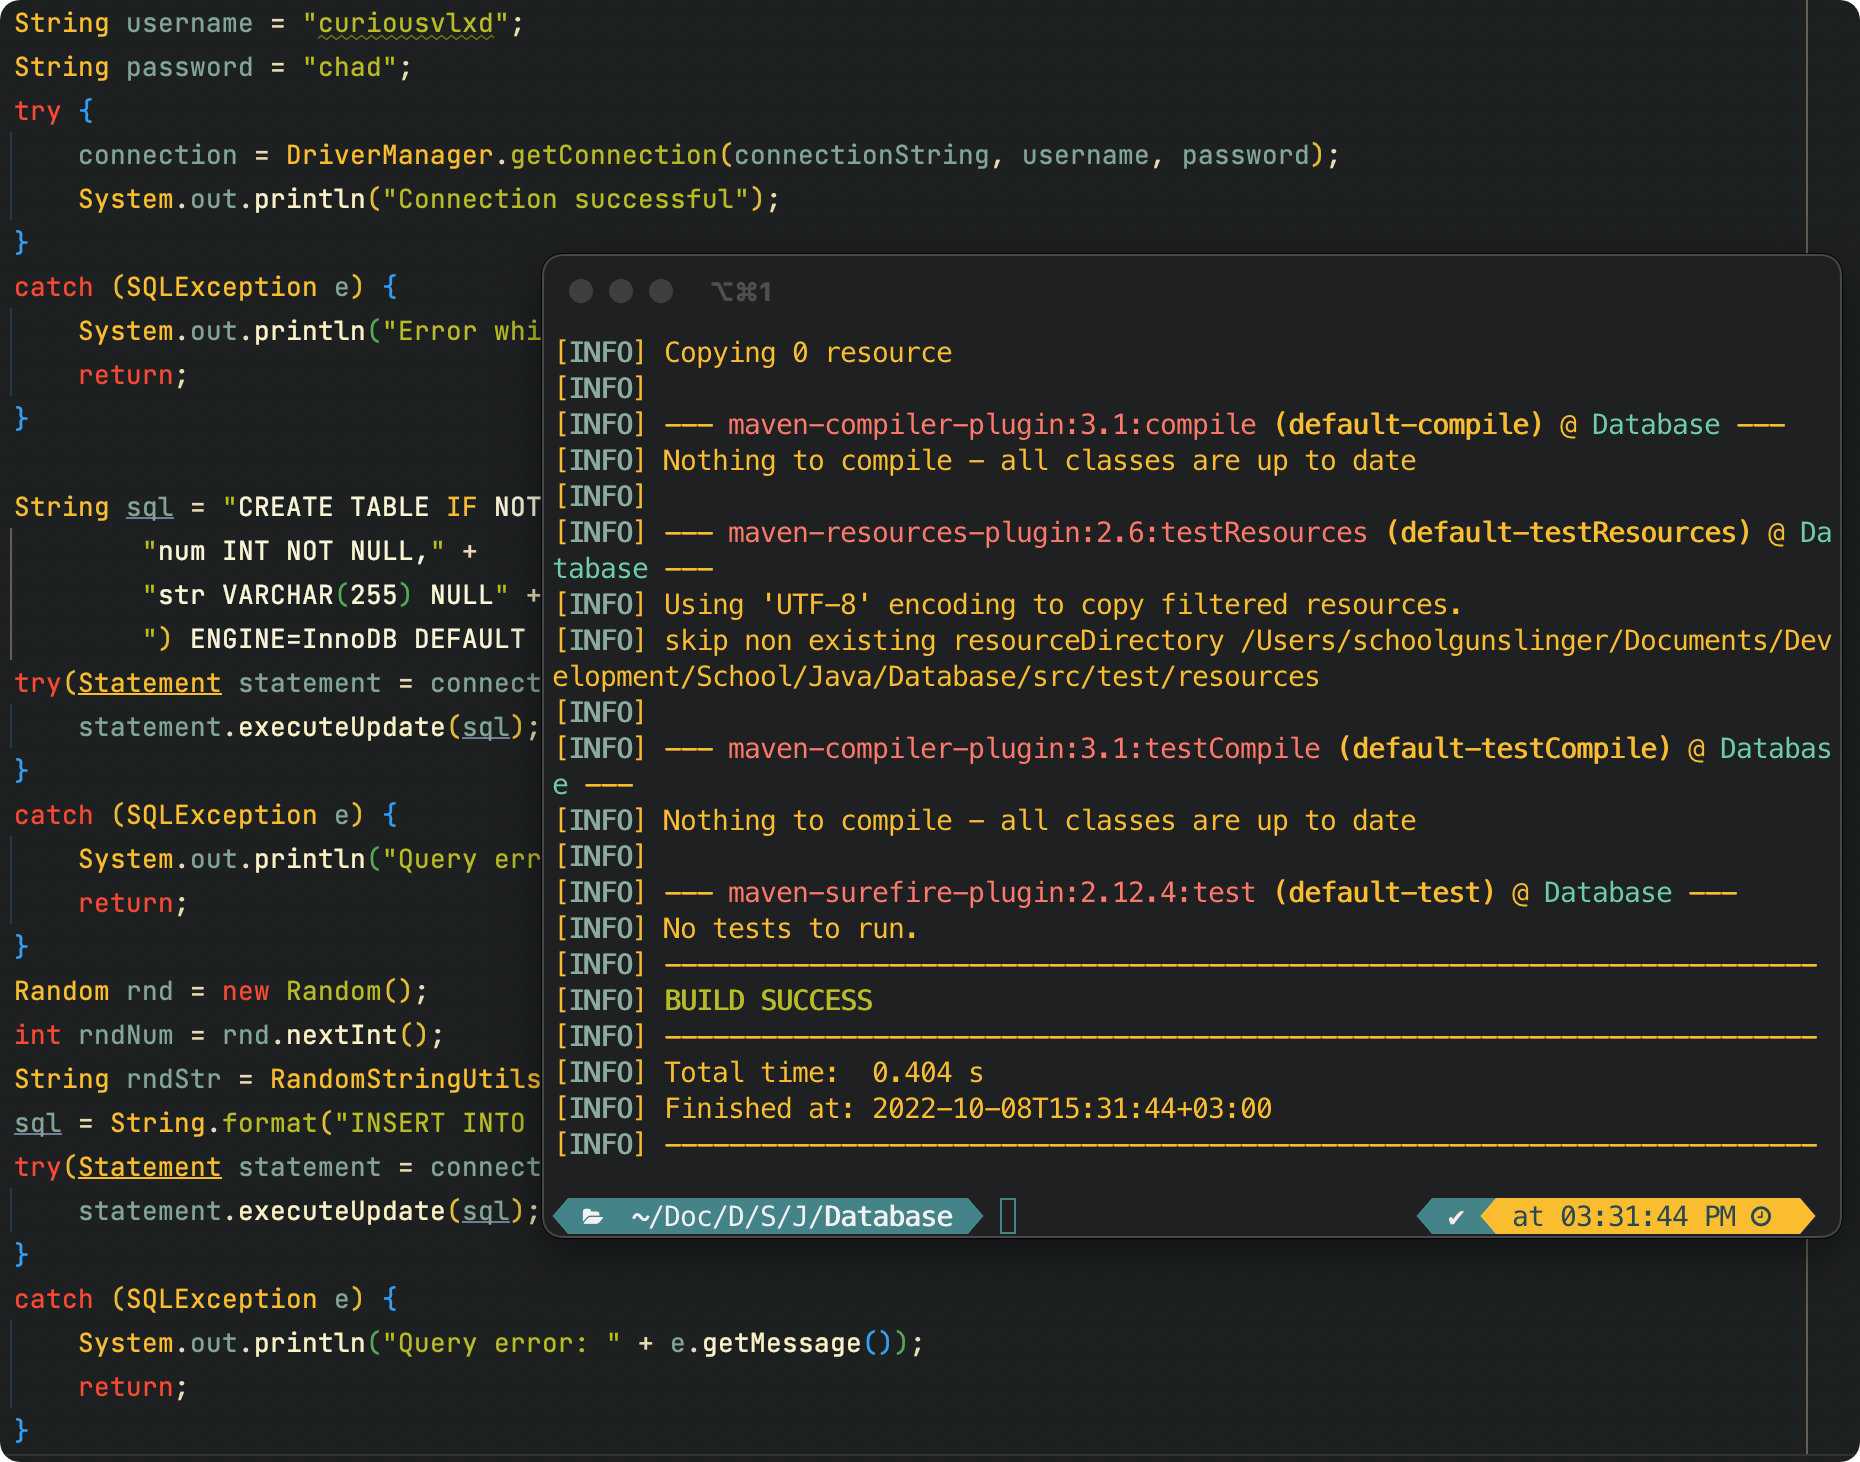 String username = "curiousvlxd";
String password = "chad";
try {
    connection = DriverManager.getConnection(connectionString, username, password);
    System.out.println("Connection successful");
}
catch (SQLException e) {
    System.out.println("Error whi
    return;
}
String sql = "CREATE TABLE IF NOT
        "num INT NOT NULL," +
        "str VARCHAR(255) NULL" +
        ") ENGINE=InnoDB DEFAULT
try(Statement statement = connect
    statement.executeUpdate(sql);
}
catch (SQLException e) {
    System.out.println("Query err
    return;
}
Random rnd = new Random();
int rndNum = rnd.nextInt();
String rndStr = RandomStringUtils
sql = String.format("INSERT INTO
try(Statement statement = connect
    statement.executeUpdate(sql);
}
catch (SQLException e) {
    System.out.println("Query error: " + e.getMessage());
    return;
}
⌥⌘1
[INFO] Copying 0 resource
[INFO]
[INFO] --- maven-compiler-plugin:3.1:compile (default-compile) @ Database ---
[INFO] Nothing to compile - all classes are up to date
[INFO]
[INFO] --- maven-resources-plugin:2.6:testResources (default-testResources) @ Da
tabase ---
[INFO] Using 'UTF-8' encoding to copy filtered resources.
[INFO] skip non existing resourceDirectory /Users/schoolgunslinger/Documents/Dev
elopment/School/Java/Database/src/test/resources
[INFO]
[INFO] --- maven-compiler-plugin:3.1:testCompile (default-testCompile) @ Databas
e ---
[INFO] Nothing to compile - all classes are up to date
[INFO]
[INFO] --- maven-surefire-plugin:2.12.4:test (default-test) @ Database ---
[INFO] No tests to run.
[INFO] ------------------------------------------------------------------------
[INFO] BUILD SUCCESS
[INFO] ------------------------------------------------------------------------
[INFO] Total time:  0.404 s
[INFO] Finished at: 2022-10-08T15:31:44+03:00
[INFO] ------------------------------------------------------------------------
~/Doc/D/S/J/Database ✔ at 03:31:44 PM